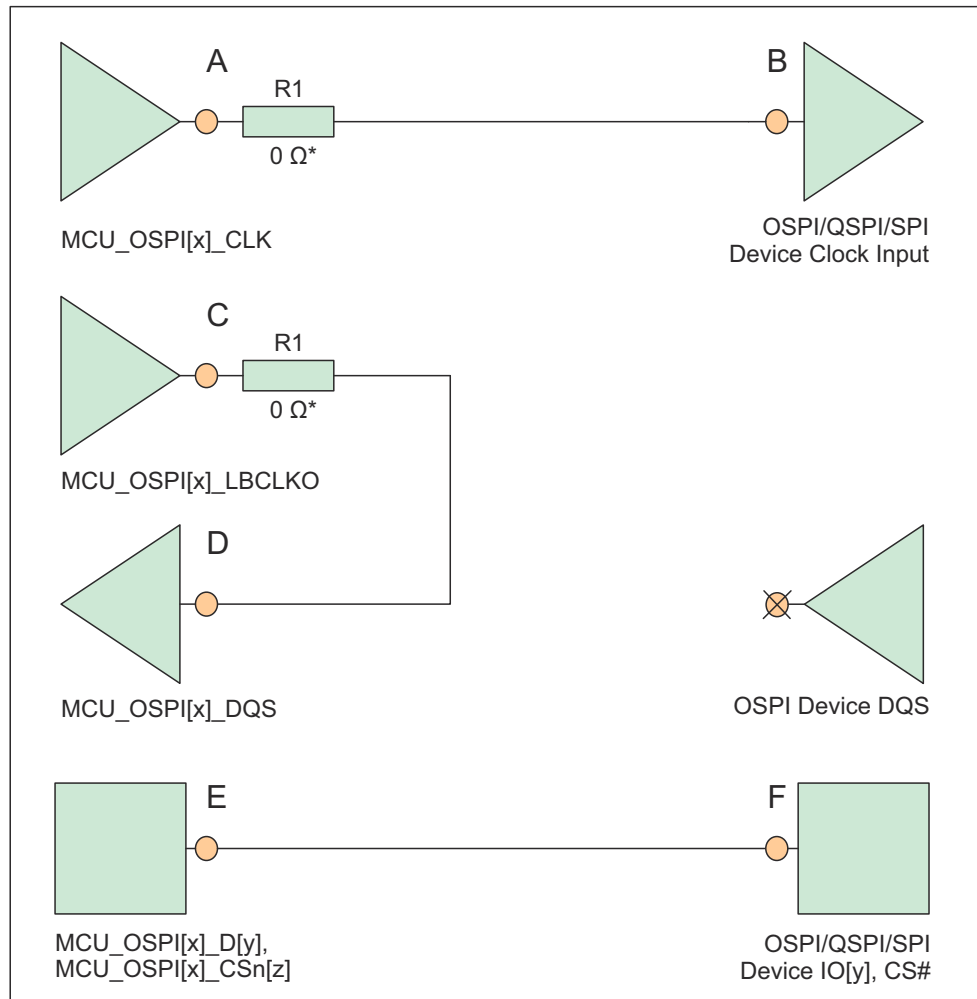 A
B
R1
0 Ω*
MCU_OSPI[x]_CLK
OSPI/QSPI/SPI
Device Clock Input
C
R1
0 Ω*
MCU_OSPI[x]_LBCLKO
D
MCU_OSPI[x]_DQS
OSPI Device DQS
E
F
MCU_OSPI[x]_D[y],
MCU_OSPI[x]_CSn[z]
OSPI/QSPI/SPI
Device IO[y], CS#